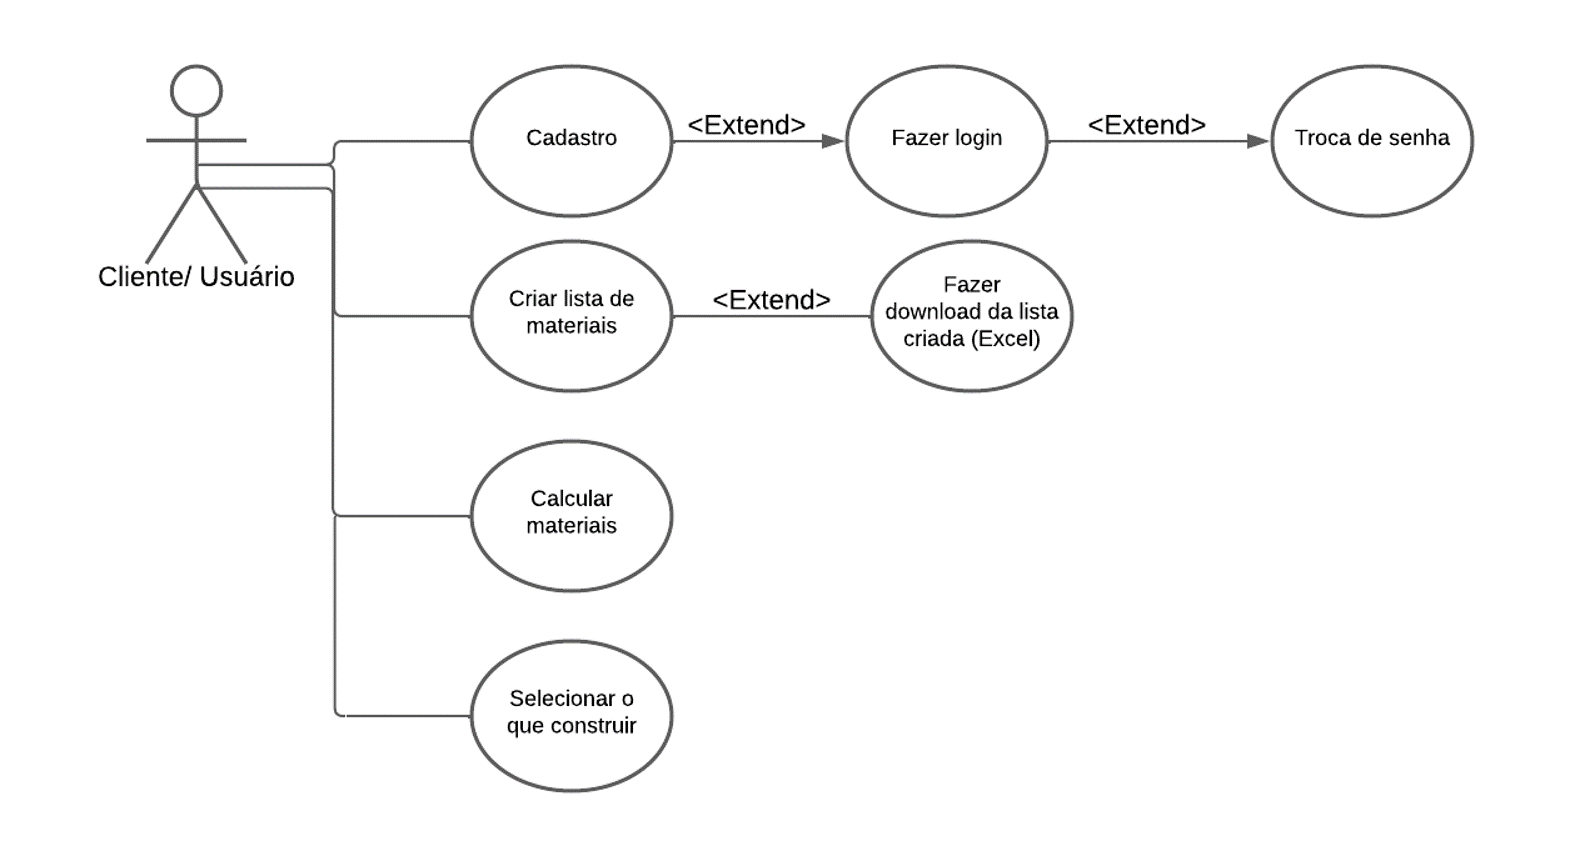 Cadastro
<Extend>
Fazer login
<Extend>
Troca de senha
Cliente/ Usuário
Criar lista de
materiais
<Extend>
Fazer
download da lista
criada (Excel)
Calcular
materiais
Selecionar o
que construir